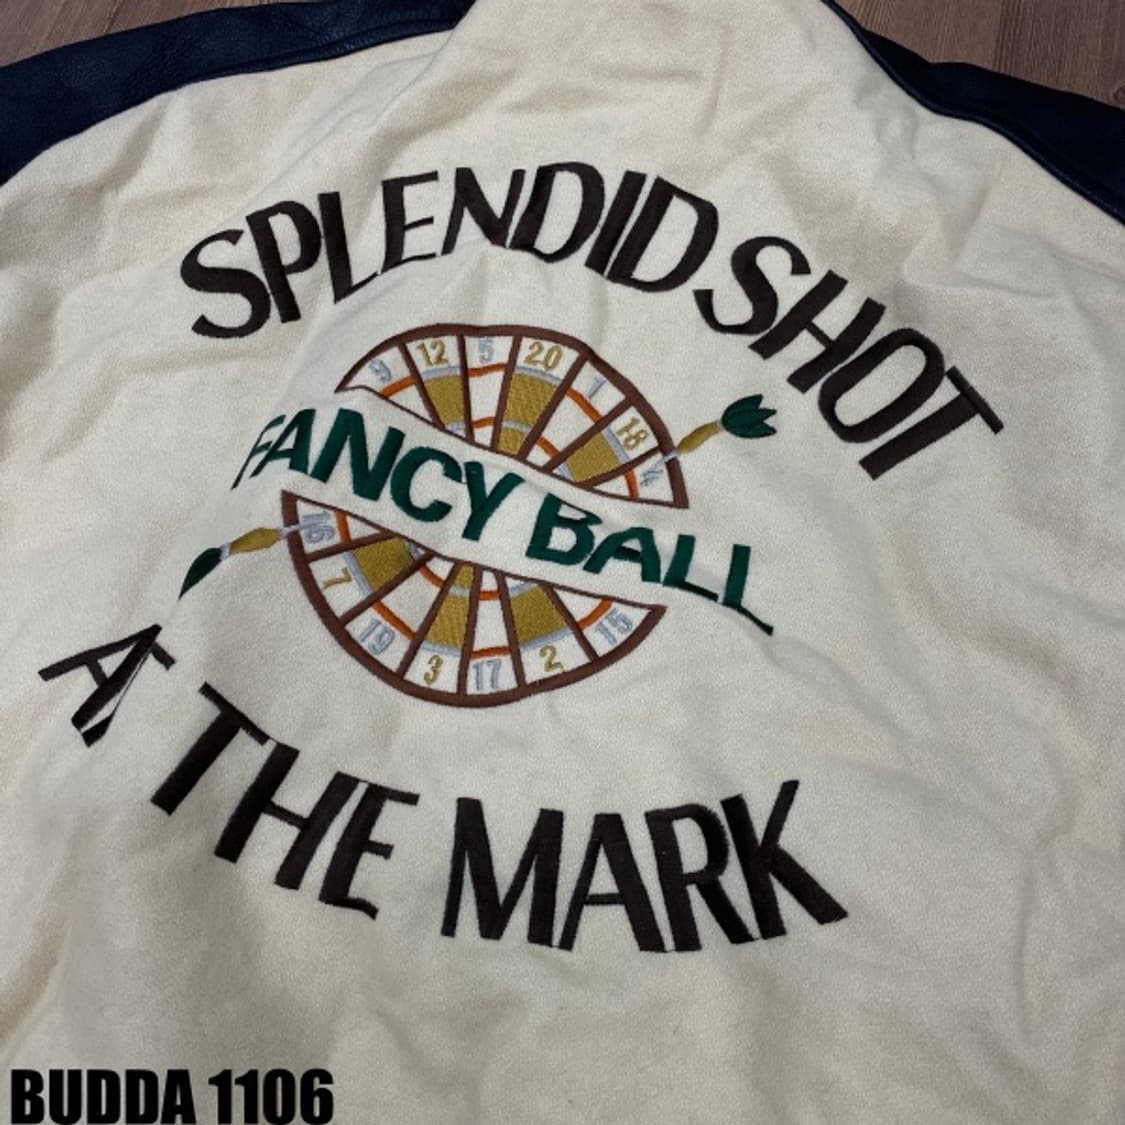 SPLENDID SHOT
9 12 5 20 1 18 4
FANCY BALL
16 7 19 3 17 2 15
AT THE MARK
BUDDA 1106